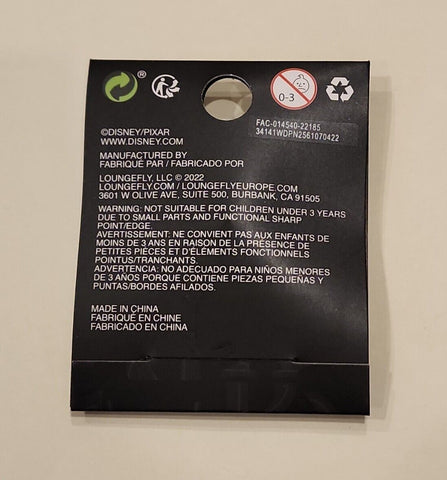 ®
0-3
FAC-014540-22185
34141WDPN2561070422
©DISNEY/PIXAR
WWW.DISNEY.COM
MANUFACTURED BY
FABRIQUÉ PAR / FABRICADO POR
LOUNGEFLY, LLC © 2022
LOUNGEFLY.COM / LOUNGEFLYEUROPE.COM
3601 W OLIVE AVE, SUITE 500, BURBANK, CA 91505
WARNING: NOT SUITABLE FOR CHILDREN UNDER 3 YEARS
DUE TO SMALL PARTS AND FUNCTIONAL SHARP
POINT/EDGE.
AVERTISSEMENT: NE CONVIENT PAS AUX ENFANTS DE
MOINS DE 3 ANS EN RAISON DE LA PRÉSENCE DE
PETITES PIÈCES ET D'ÉLÉMENTS FONCTIONNELS
POINTUS/TRANCHANTS.
ADVERTENCIA: NO ADECUADO PARA NIÑOS MENORES
DE 3 AÑOS PORQUE CONTIENE PIEZAS PEQUEÑAS Y
PUNTAS/BORDES AFILADOS.
MADE IN CHINA
FABRIQUÉ EN CHINE
FABRICADO EN CHINA